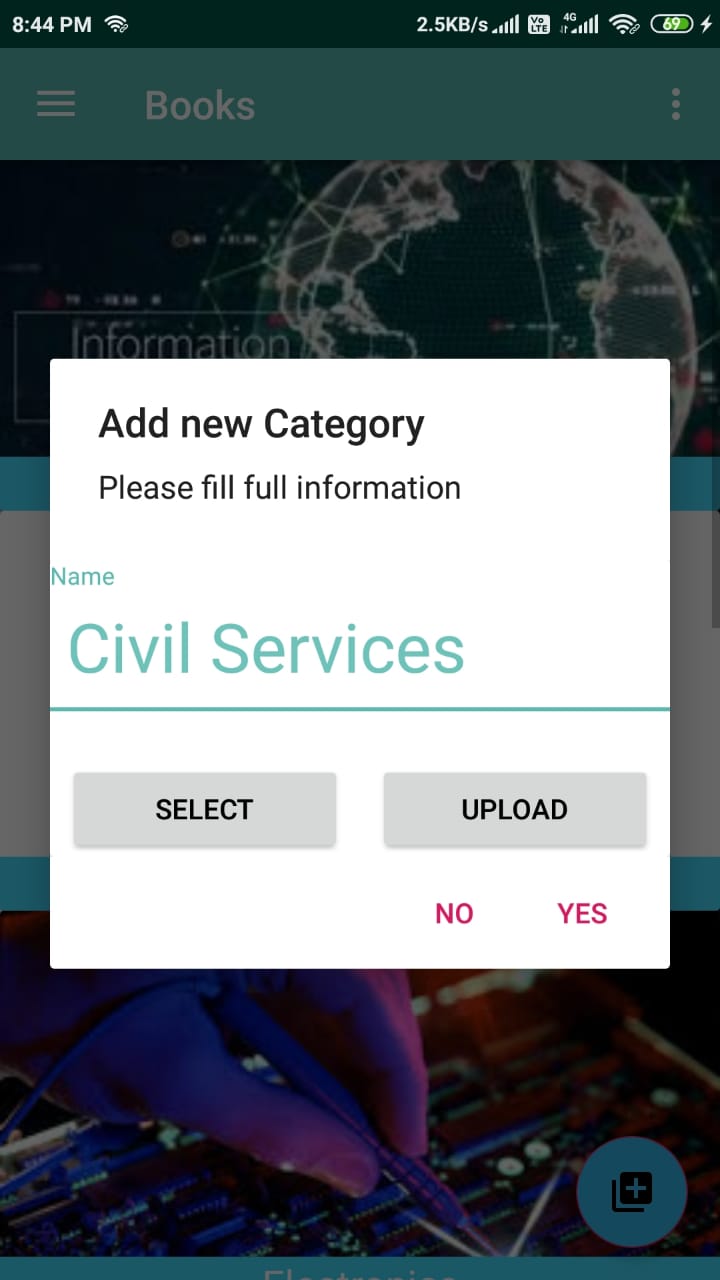 8:44 PM 2.5KB/s Vo LTE 4G 69
Books
Information
Add new Category
Please fill full information
Name
Civil Services
SELECT UPLOAD
NO YES
Electronics